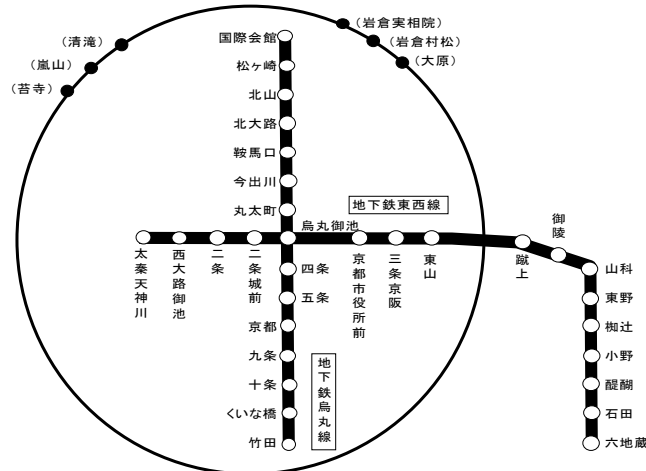 (岩倉実相院)
(岩倉村松)
(大原)
(清滝)
(嵐山)
(苔寺)
国際会館
松ヶ崎
北山
北大路
鞍馬口
今出川
丸太町
烏丸御池
地下鉄東西線
太秦天神川
西大路御池
二条
二条城前
四条
五条
京都
九条
十条
くいな橋
竹田
地下鉄烏丸線
京都市役所前
三条京阪
東山
蹴上
御陵
山科
東野
椥辻
小野
醍醐
石田
六地蔵